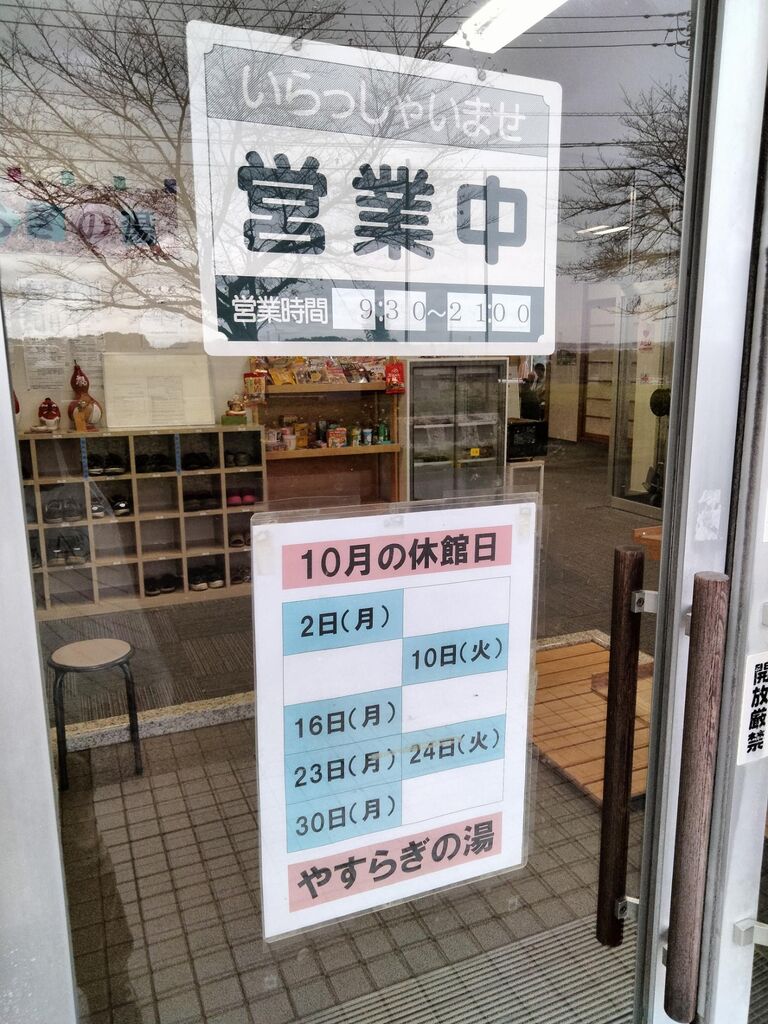 いらっしゃいませ
営業中
営業時間 9:30〜21:00
ぎの湯
10月の休館日
2日(月)
10日(火)
16日(月)
23日(月) 24日(火)
30日(月)
やすらぎの湯
開放厳禁